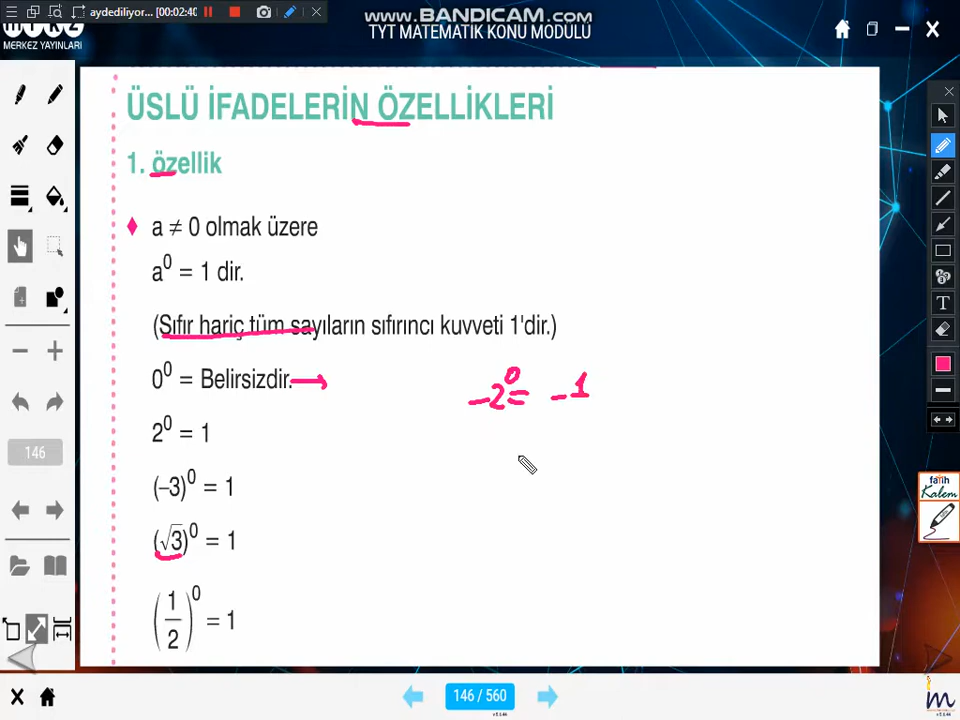 aydediliyor... [00:02:40]
www.BANDICAM.com
MERKEZ YAYINLARI
TYT MATEMATİK KONU MODÜLÜ
ÜSLÜ İFADELERİN ÖZELLİKLERİ
1. özellik
a ≠ 0 olmak üzere
a⁰ = 1 dir.
(Sıfır hariç tüm sayıların sıfırıncı kuvveti 1'dir.)
0⁰ = Belirsizdir.
-2⁰ = -1
2⁰ = 1
(–3)⁰ = 1
(√3)⁰ = 1
(1/2)⁰ = 1
146
T
fatih
Kalem
146 / 560